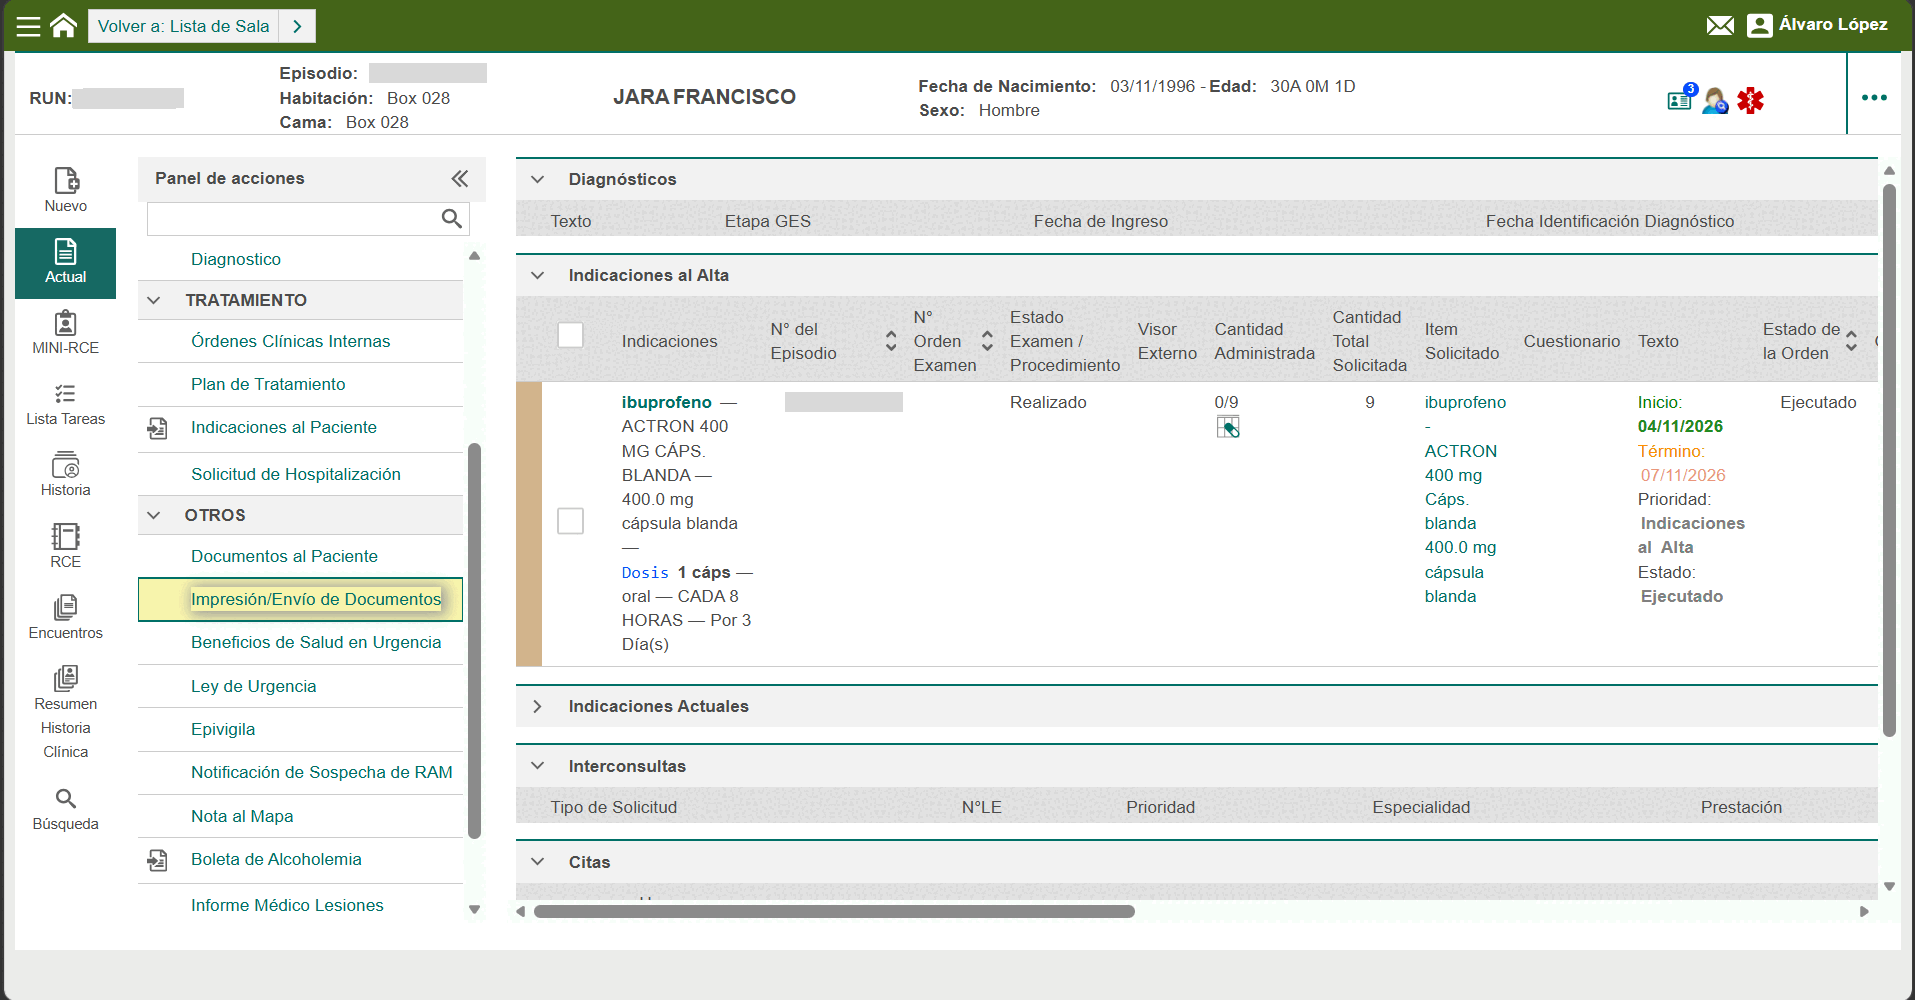 Volver a: Lista de Sala
Álvaro López
RUN:
Episodio:
Habitación: Box 028
Cama: Box 028
JARA FRANCISCO
Fecha de Nacimiento: 03/11/1996 - Edad: 30A 0M 1D
Sexo: Hombre
3
Nuevo
Actual
MINI-RCE
Lista Tareas
Historia
RCE
Encuentros
Resumen
Historia
Clínica
Búsqueda
Panel de acciones
Diagnostico
TRATAMIENTO
Órdenes Clínicas Internas
Plan de Tratamiento
Indicaciones al Paciente
Solicitud de Hospitalización
OTROS
Documentos al Paciente
Impresión/Envío de Documentos
Beneficios de Salud en Urgencia
Ley de Urgencia
Epivigila
Notificación de Sospecha de RAM
Nota al Mapa
Boleta de Alcoholemia
Informe Médico Lesiones
Diagnósticos
Texto Etapa GES Fecha de Ingreso Fecha Identificación Diagnóstico
Indicaciones al Alta
Indicaciones
N° del
Episodio
N°
Orden
Examen
Estado
Examen /
Procedimiento
Visor
Externo
Cantidad
Administrada
Cantidad
Total
Solicitada
Item
Solicitado
Cuestionario
Texto
Estado de
la Orden
ibuprofeno —
ACTRON 400
MG CÁPS.
BLANDA —
400.0 mg
cápsula blanda
—
Dosis 1 cáps —
oral — CADA 8
HORAS — Por 3
Día(s)
Realizado
0/9
9
ibuprofeno
-
ACTRON
400 mg
Cáps.
blanda
400.0 mg
cápsula
blanda
Inicio:
04/11/2026
Término:
07/11/2026
Prioridad:
Indicaciones
al Alta
Estado:
Ejecutado
Ejecutado
Indicaciones Actuales
Interconsultas
Tipo de Solicitud N°LE Prioridad Especialidad Prestación
Citas